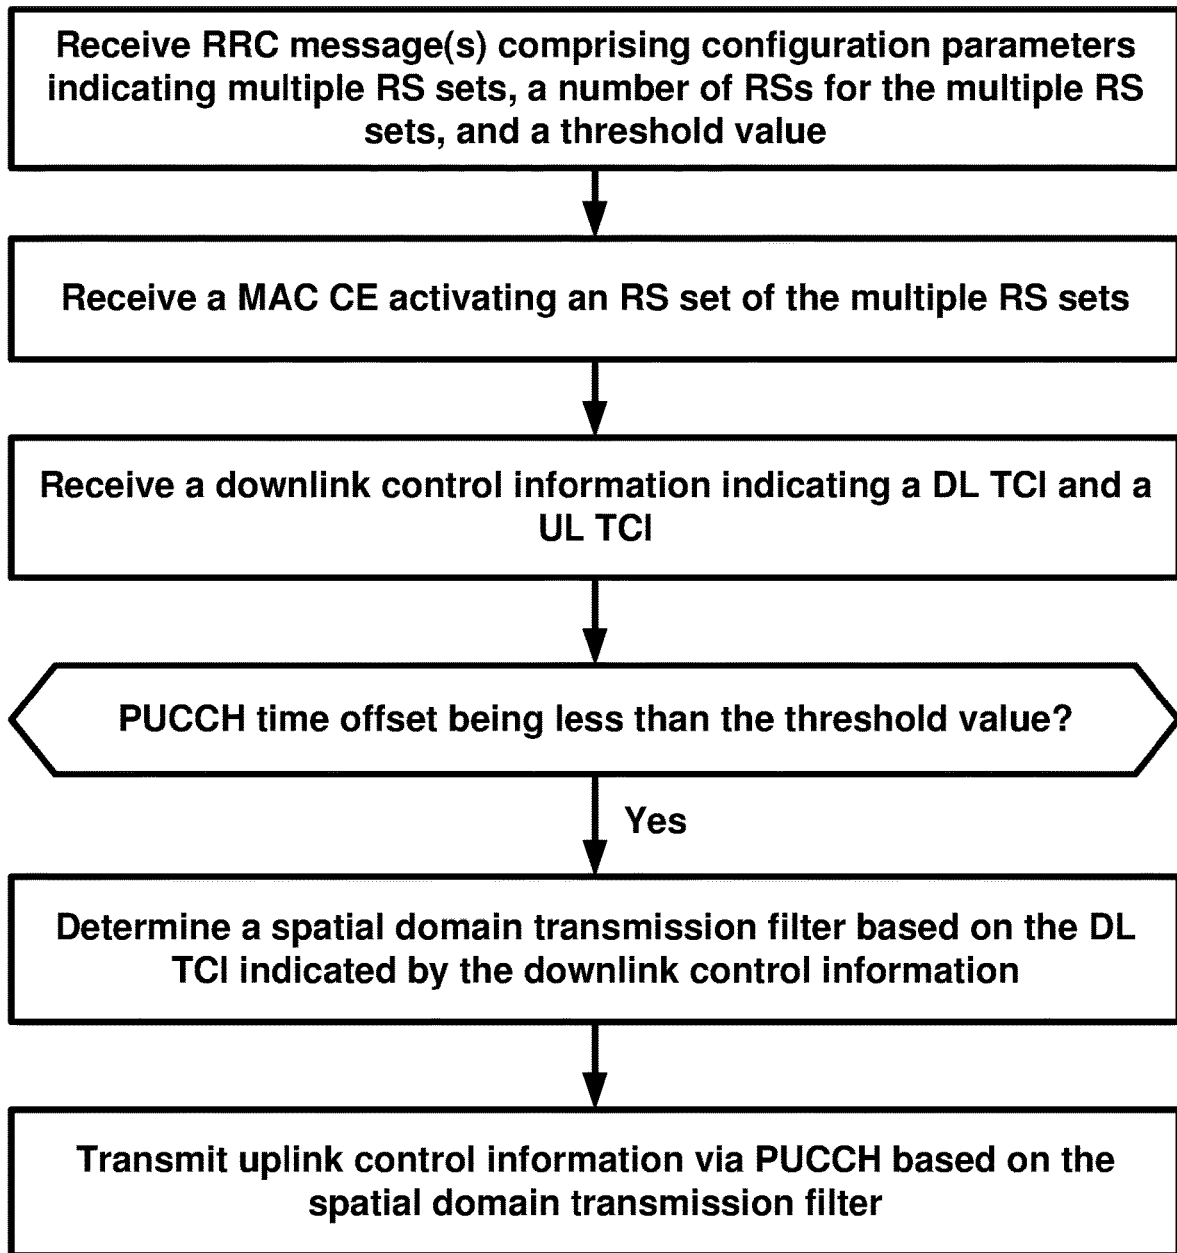 Receive RRC message(s) comprising configuration parameters
indicating multiple RS sets, a number of RSs for the multiple RS
sets, and a threshold value
Receive a MAC CE activating an RS set of the multiple RS sets
Receive a downlink control information indicating a DL TCI and a
UL TCI
PUCCH time offset being less than the threshold value?
Yes
Determine a spatial domain transmission filter based on the DL
TCI indicated by the downlink control information
Transmit uplink control information via PUCCH based on the
spatial domain transmission filter